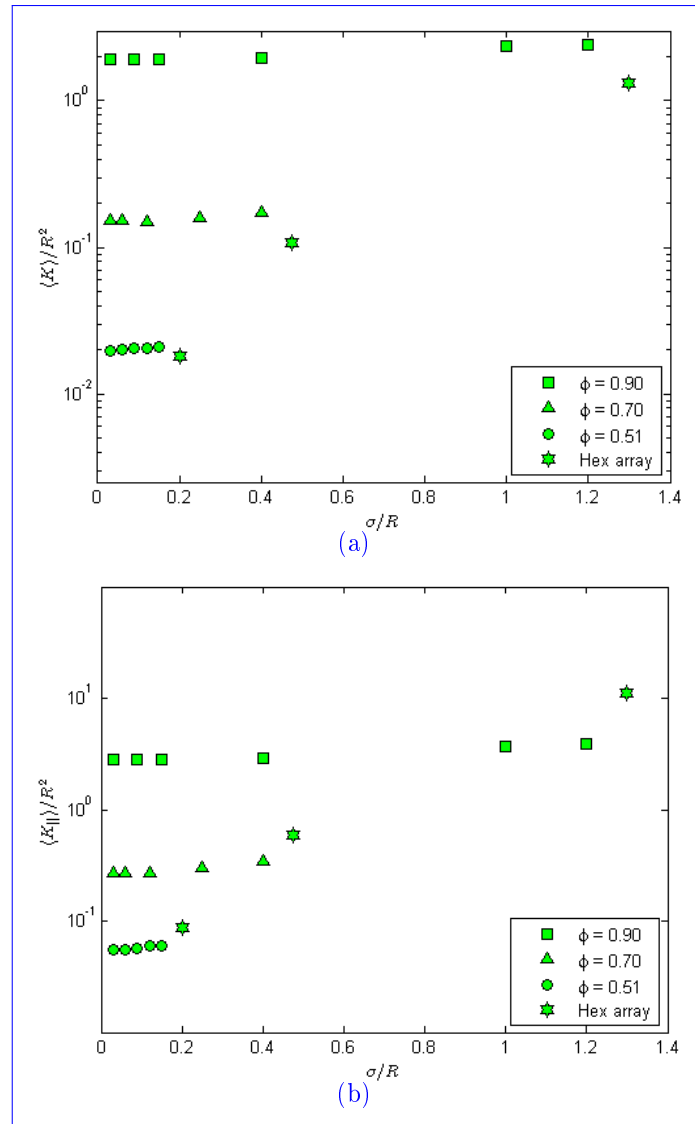 10^0
10^-1
10^-2
⟨K⟩/R^2
0 0.2 0.4 0.6 0.8 1 1.2 1.4
σ/R
ϕ = 0.90
ϕ = 0.70
ϕ = 0.51
Hex array
(a)
10^1
10^0
10^-1
⟨K_||⟩/R^2
0 0.2 0.4 0.6 0.8 1 1.2 1.4
σ/R
ϕ = 0.90
ϕ = 0.70
ϕ = 0.51
Hex array
(b)